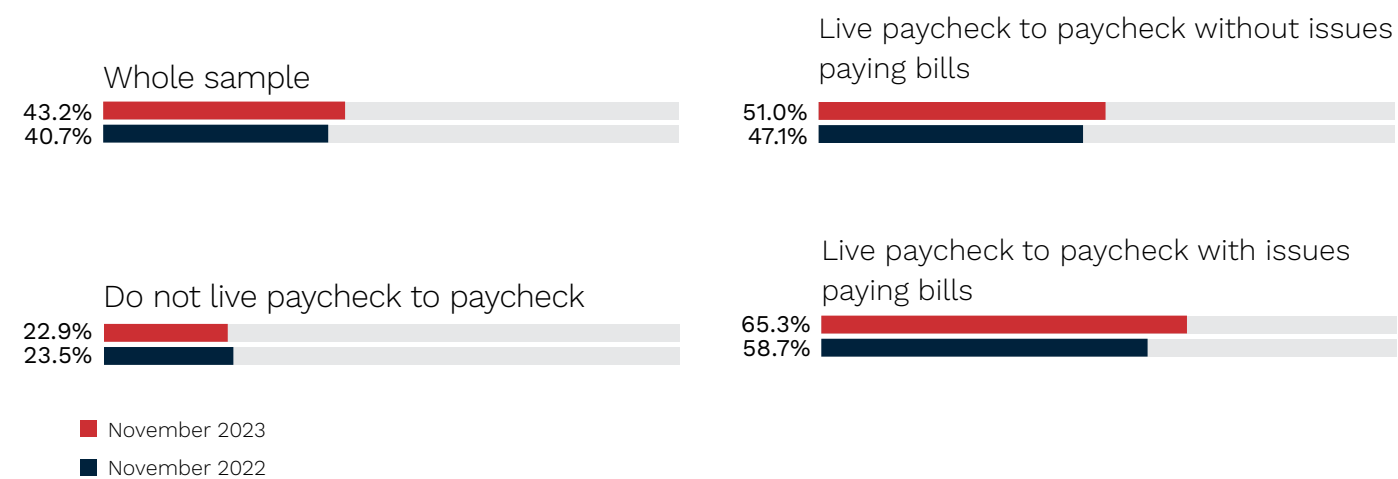 Whole sample
43.2%
40.7%
Live paycheck to paycheck without issues
paying bills
51.0%
47.1%
Do not live paycheck to paycheck
22.9%
23.5%
Live paycheck to paycheck with issues
paying bills
65.3%
58.7%
November 2023
November 2022